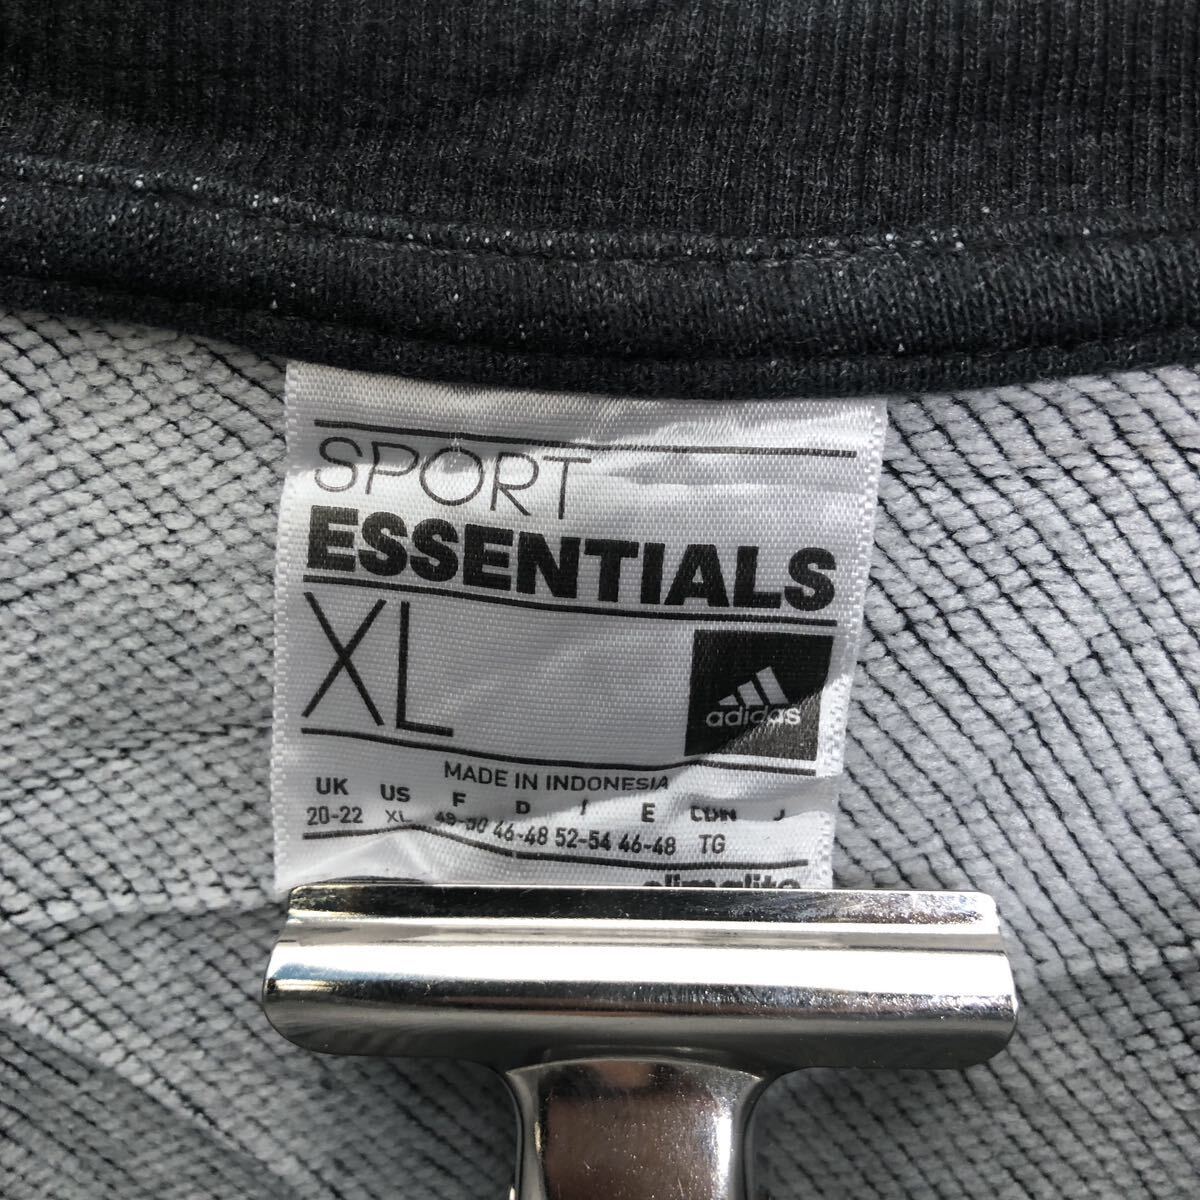 SPORT
ESSENTIALS
XL
adidas
MADE IN INDONESIA
UK US F D I E J
20-22 XL 46-48 52-54 46-48 TG
climalite